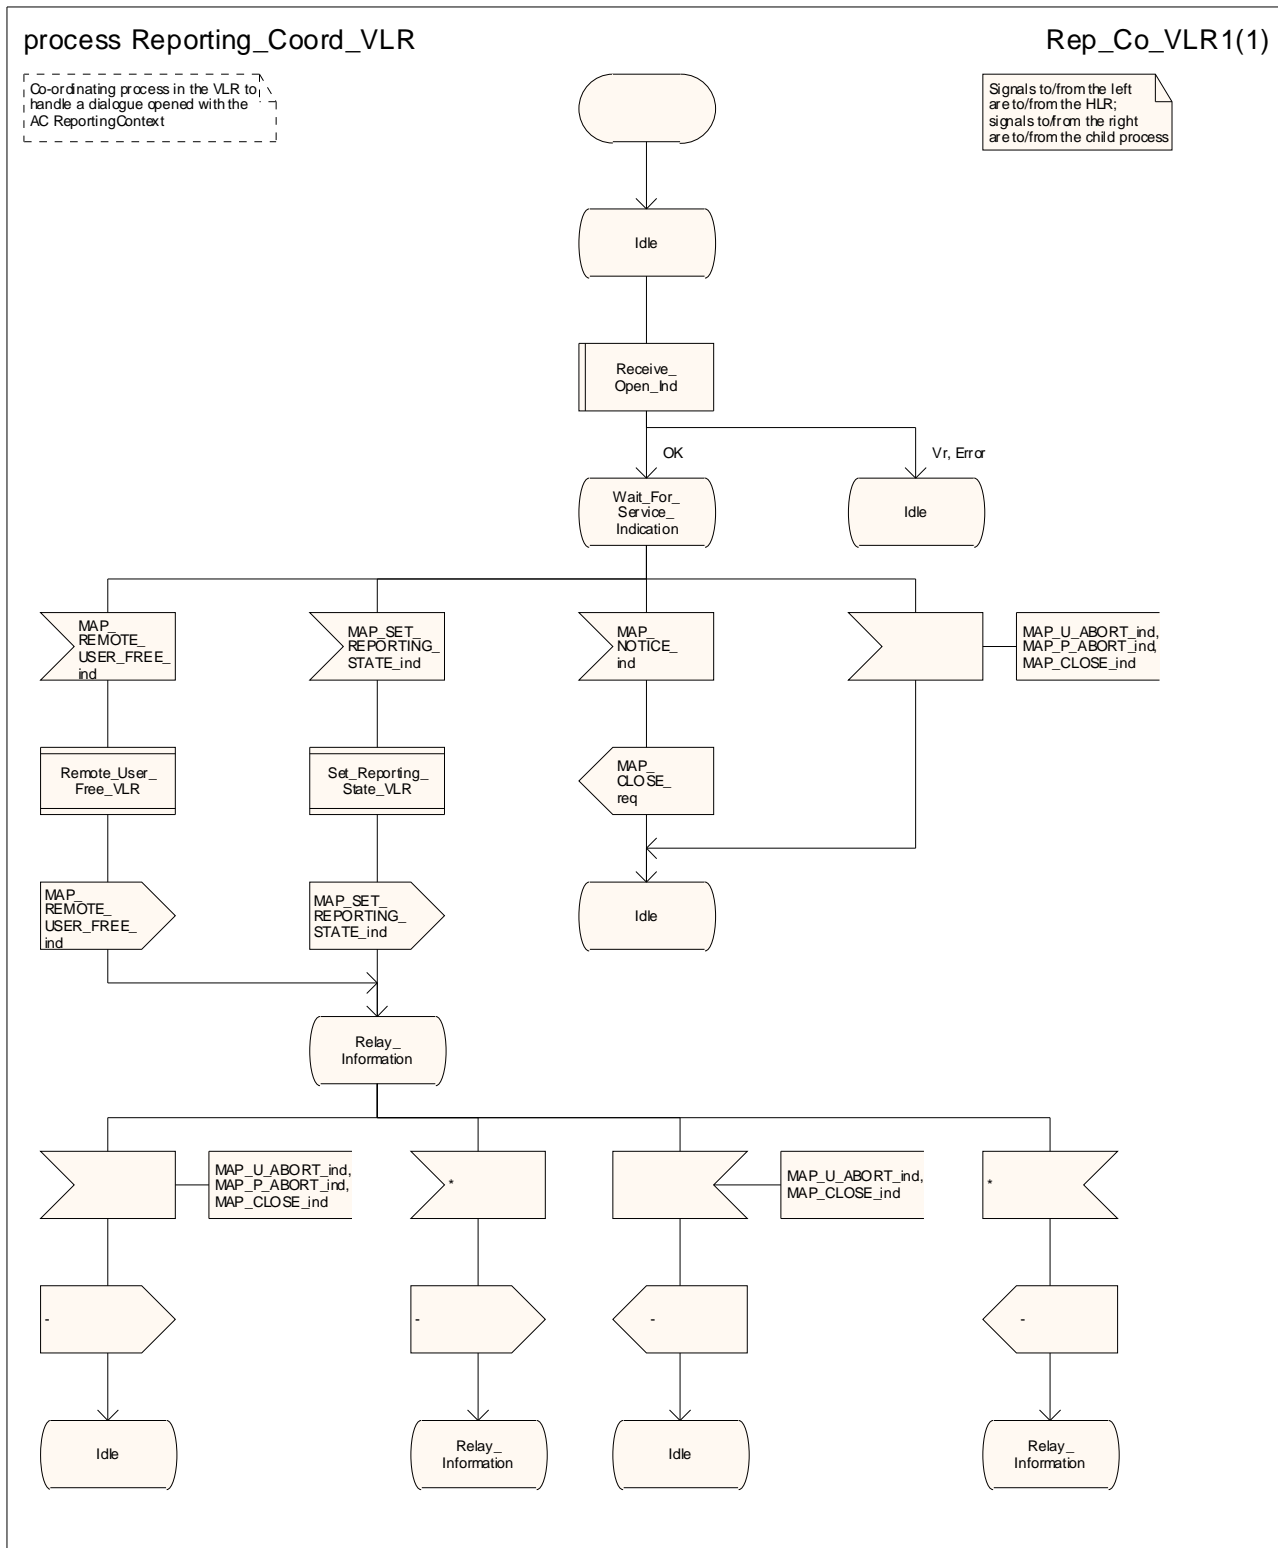 process Reporting_Coord_VLR
Rep_Co_VLR1(1)
Co-ordinating process in the VLR to
handle a dialogue opened with the
AC ReportingContext
Signals to/from the left
are to/from the HLR;
signals to/from the right
are to/from the child process
Idle
Receive_
Open_Ind
OK
Vr, Error
Wait_For_
Service_
Indication
Idle
MAP_
REMOTE_
USER_FREE_
ind
MAP_SET_
REPORTING_
STATE_ind
MAP_
NOTICE_
ind
MAP_U_ABORT_ind,
MAP_P_ABORT_ind,
MAP_CLOSE_ind
Remote_User_
Free_VLR
Set_Reporting_
State_VLR
MAP_
CLOSE_
req
MAP_
REMOTE_
USER_FREE_
ind
MAP_SET_
REPORTING_
STATE_ind
Idle
Relay_
Information
MAP_U_ABORT_ind,
MAP_P_ABORT_ind,
MAP_CLOSE_ind
*
MAP_U_ABORT_ind,
MAP_CLOSE_ind
*
-
-
-
-
Idle
Relay_
Information
Idle
Relay_
Information